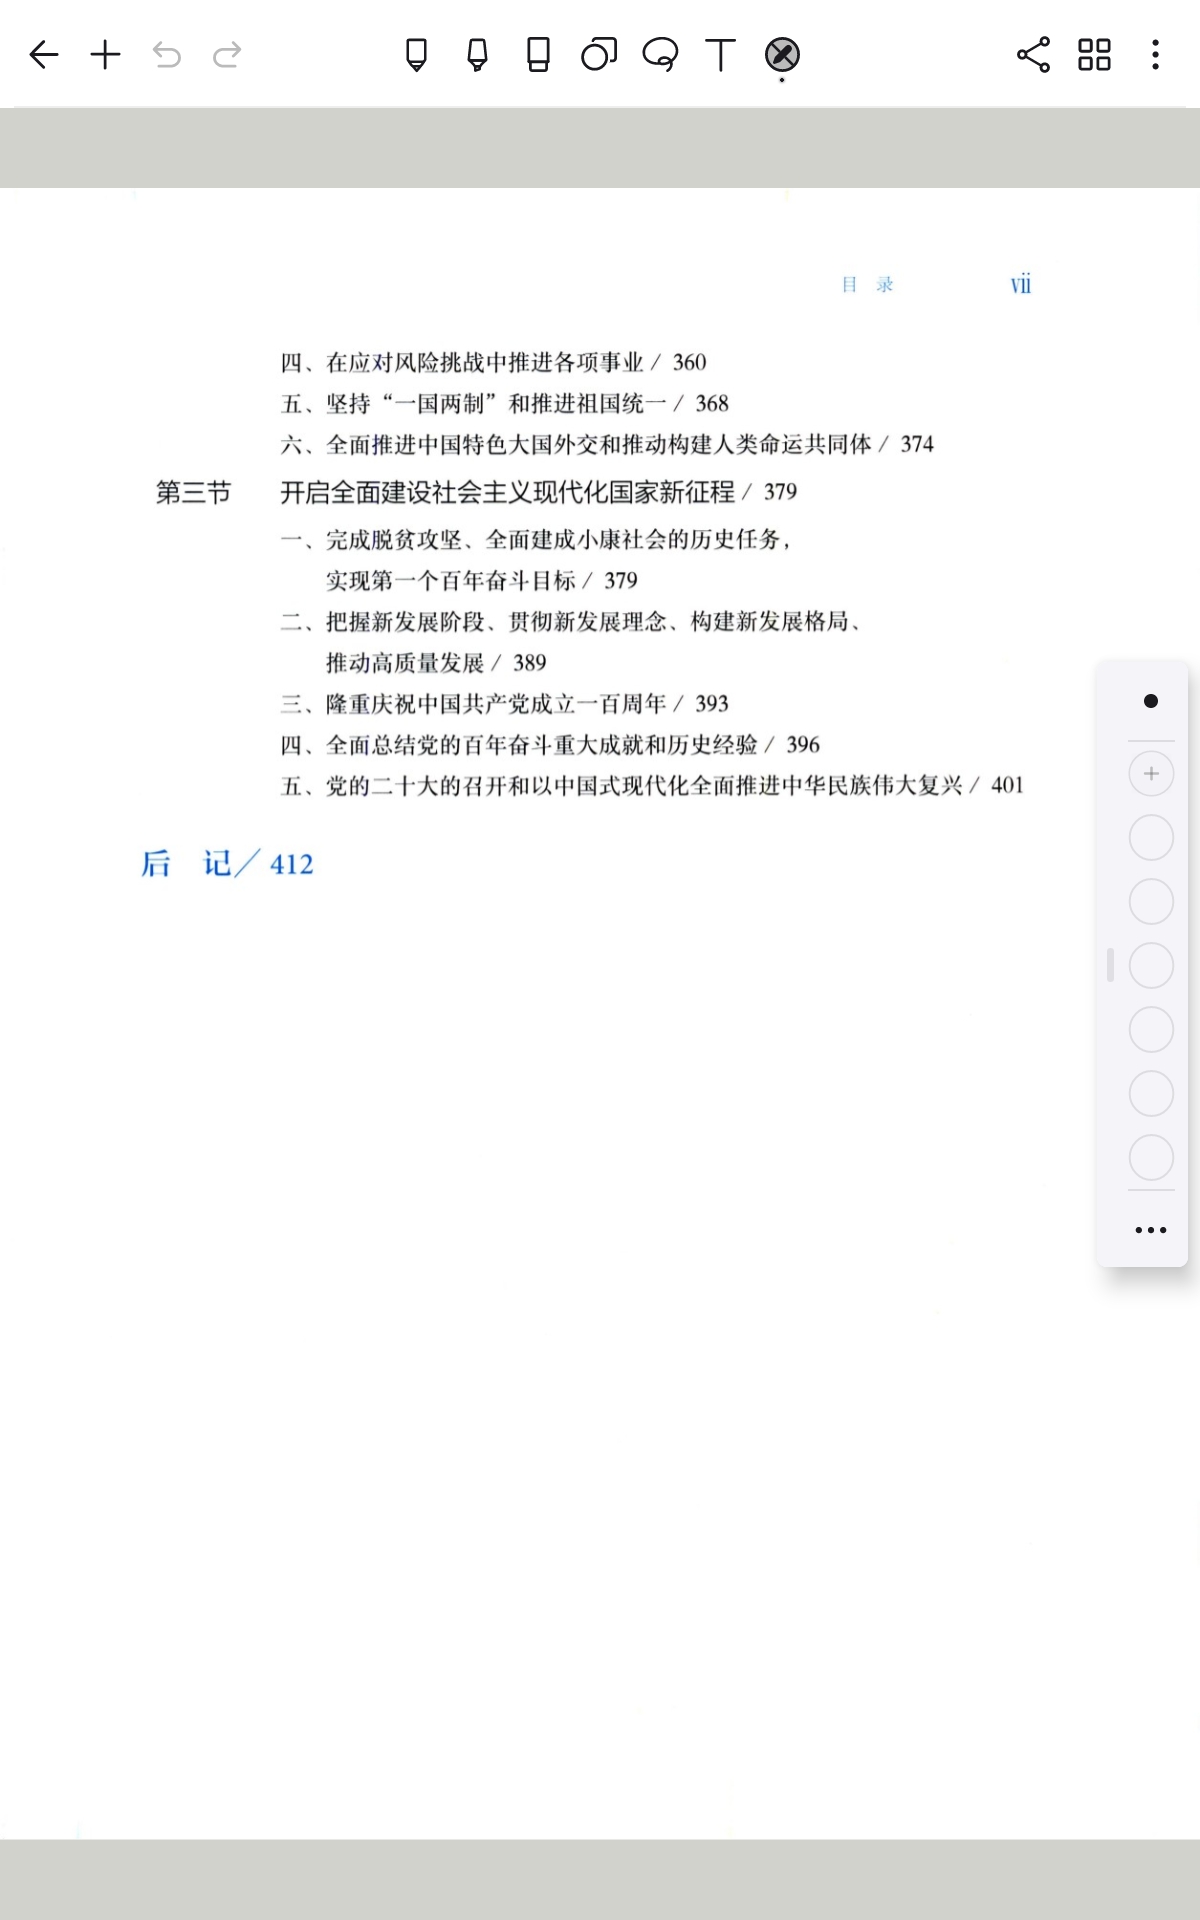 目 录 vii
四、在应对风险挑战中推进各项事业 / 360
五、坚持“一国两制”和推进祖国统一 / 368
六、全面推进中国特色大国外交和推动构建人类命运共同体 / 374
第三节 开启全面建设社会主义现代化国家新征程 / 379
一、完成脱贫攻坚、全面建成小康社会的历史任务，
实现第一个百年奋斗目标 / 379
二、把握新发展阶段、贯彻新发展理念、构建新发展格局、
推动高质量发展 / 389
三、隆重庆祝中国共产党成立一百周年 / 393
四、全面总结党的百年奋斗重大成就和历史经验 / 396
五、党的二十大的召开和以中国式现代化全面推进中华民族伟大复兴 / 401
后 记／412